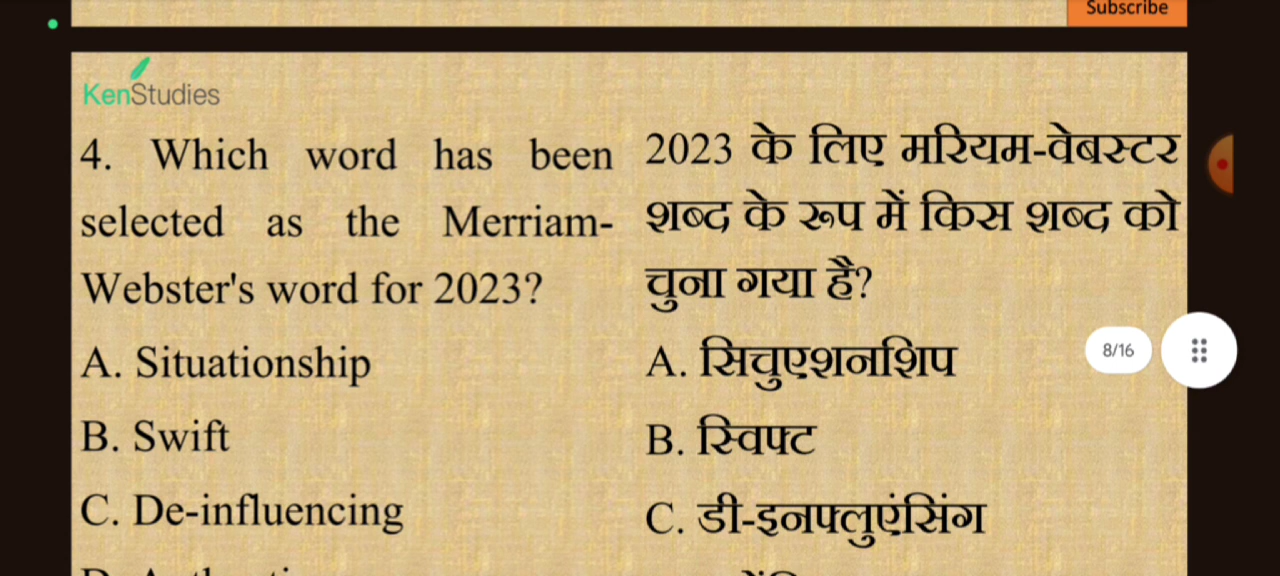 Subscribe
KenStudies
4. Which word has been
selected as the Merriam-
Webster's word for 2023?
A. Situationship
B. Swift
C. De-influencing
2023 के लिए मरियम-वेबस्टर
शब्द के रूप में किस शब्द को
चुना गया है?
A. सिचुएशनशिप
B. स्विफ्ट
C. डी-इनफ्लुएंसिंग
8/16